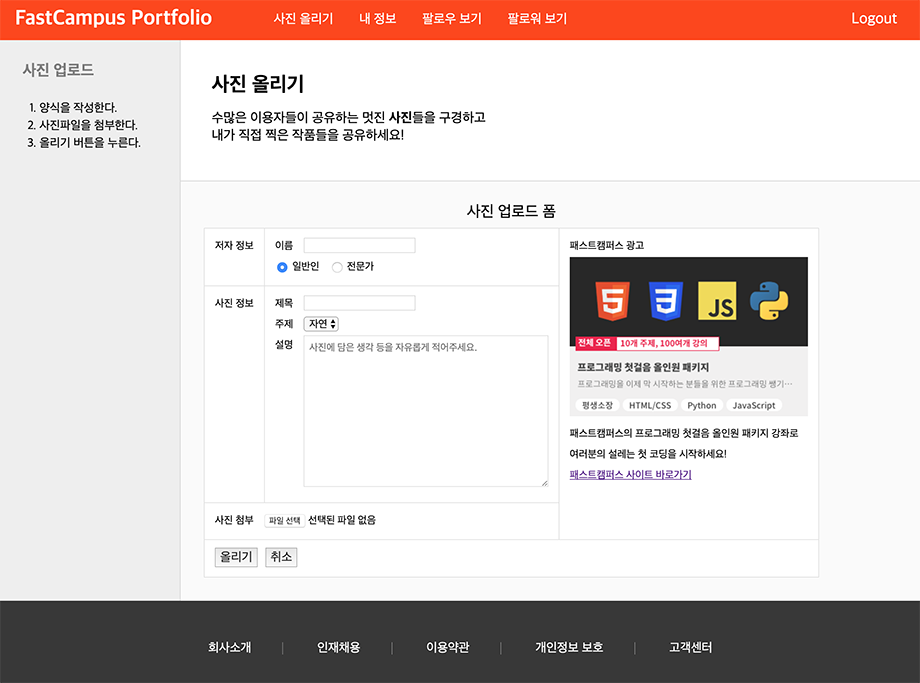 FastCampus Portfolio
사진 올리기
내 정보
팔로우 보기
팔로워 보기
Logout
사진 업로드
1. 양식을 작성한다.
2. 사진파일을 첨부한다.
3. 올리기 버튼을 누른다.
사진 올리기
수많은 이용자들이 공유하는 멋진 사진들을 구경하고
내가 직접 찍은 작품들을 공유하세요!
사진 업로드 폼
저자 정보
이름
일반인
전문가
사진 정보
제목
주제
자연
설명
사진에 담은 생각 등을 자유롭게 적어주세요.
사진 첨부
파일 선택 선택된 파일 없음
패스트캠퍼스 광고
5
3
JS
전체 오픈 10개 주제, 100여개 강의
프로그래밍 첫걸음 올인원 패키지
프로그래밍을 이제 막 시작하는 분들을 위한 프로그래밍 쌩기…
평생소장
HTML/CSS
Python
JavaScript
패스트캠퍼스의 프로그래밍 첫걸음 올인원 패키지 강좌로
여러분의 설레는 첫 코딩을 시작하세요!
패스트캠퍼스 사이트 바로가기
올리기
취소
회사소개 | 인재채용 | 이용약관 | 개인정보 보호 | 고객센터